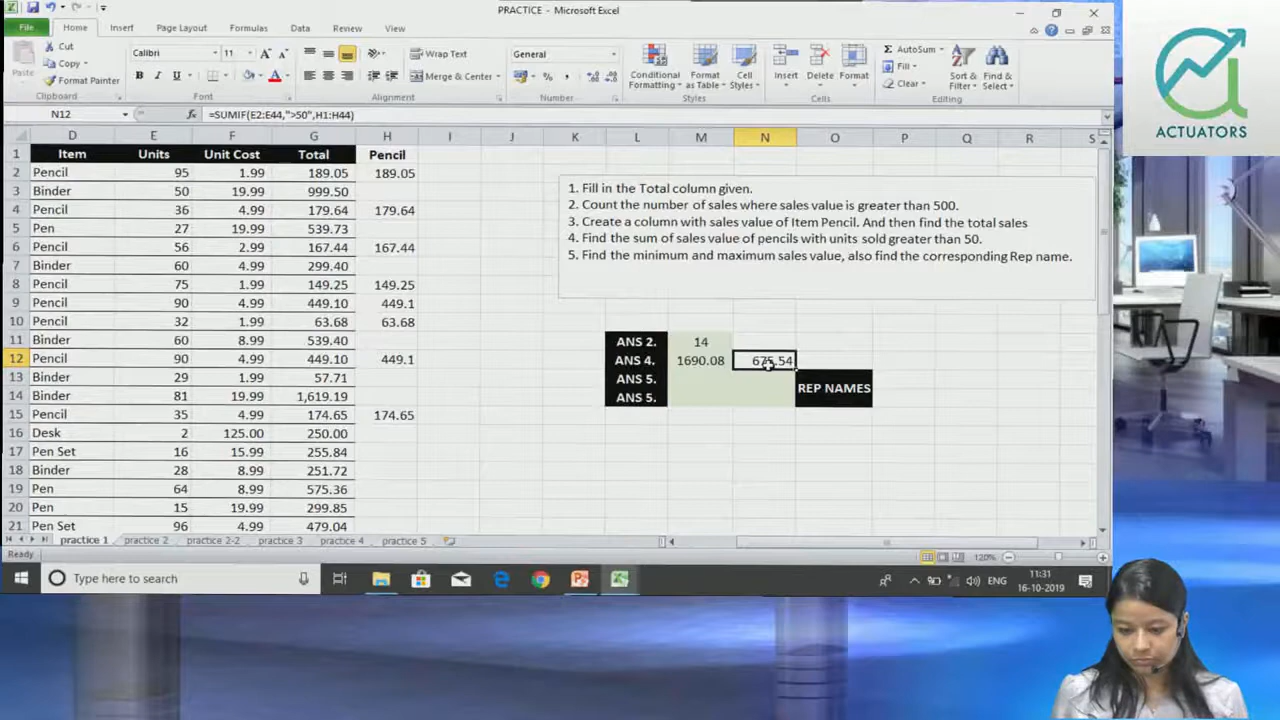 PRACTICE - Microsoft Excel
File Home Insert Page Layout Formulas Data Review View
Paste Cut Calibri 11 Wrap Text General Conditional Formatting Format as Table Cell Styles Insert Delete Format AutoSum Sort & Filter Find & Select
Copy Fill
Format Painter Merge & Center Clear
Clipboard Font Alignment Number Styles Cells Editing
N12 fx =SUMIF(E2:E44,">50",H1:H44)
D E F G H I J K L M N O P Q R S
1 Item Units Unit Cost Total Pencil
2 Pencil 95 1.99 189.05 189.05
3 Binder 50 19.99 999.50
4 Pencil 36 4.99 179.64 179.64
5 Pen 27 19.99 539.73
6 Pencil 56 2.99 167.44 167.44
7 Binder 60 4.99 299.40
8 Pencil 75 1.99 149.25 149.25
9 Pencil 90 4.99 449.10 449.1
10 Pencil 32 1.99 63.68 63.68
11 Binder 60 8.99 539.40
12 Pencil 90 4.99 449.10 449.1
13 Binder 29 1.99 57.71
14 Binder 81 19.99 1,619.19
15 Pencil 35 4.99 174.65 174.65
16 Desk 2 125.00 250.00
17 Pen Set 16 15.99 255.84
18 Binder 28 8.99 251.72
19 Pen 64 8.99 575.36
20 Pen 15 19.99 299.85
21 Pen Set 96 4.99 479.04
1. Fill in the Total column given.
2. Count the number of sales where sales value is greater than 500.
3. Create a column with sales value of Item Pencil. And then find the total sales
4. Find the sum of sales value of pencils with units sold greater than 50.
5. Find the minimum and maximum sales value, also find the corresponding Rep name.
ANS 2. 14
ANS 4. 1690.08 675.54
ANS 5. REP NAMES
ANS 5.
practice 1 practice 2 practice 2-2 practice 3 practice 4 practice 5
Ready 120%
Type here to search ENG 11:31
16-10-2019
ACTUATORS